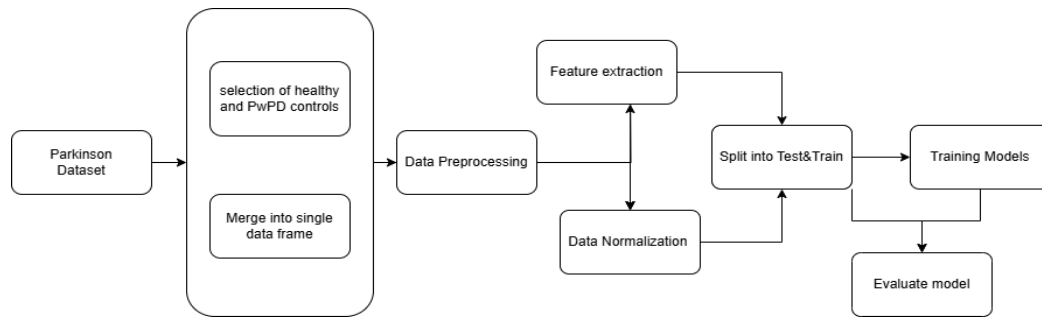 Parkinson
Dataset
selection of healthy
and PwPD controls
Merge into single
data frame
Data Preprocessing
Feature extraction
Data Normalization
Split into Test&Train
Training Models
Evaluate model